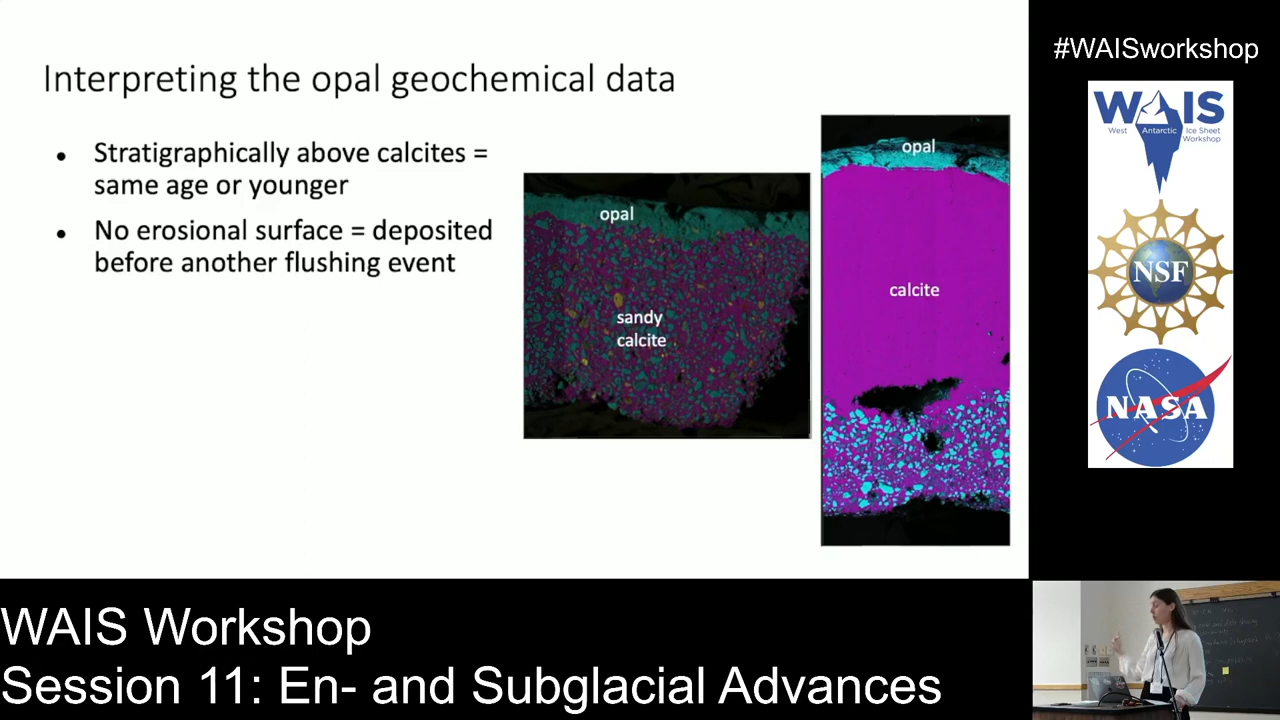 Interpreting the opal geochemical data
• Stratigraphically above calcites =
same age or younger
• No erosional surface = deposited
before another flushing event
opal
sandy
calcite
opal
calcite
#WAISworkshop
WAIS
West Antarctic Ice Sheet
Workshop
NSF
NASA
WAIS Workshop
Session 11: En- and Subglacial Advances